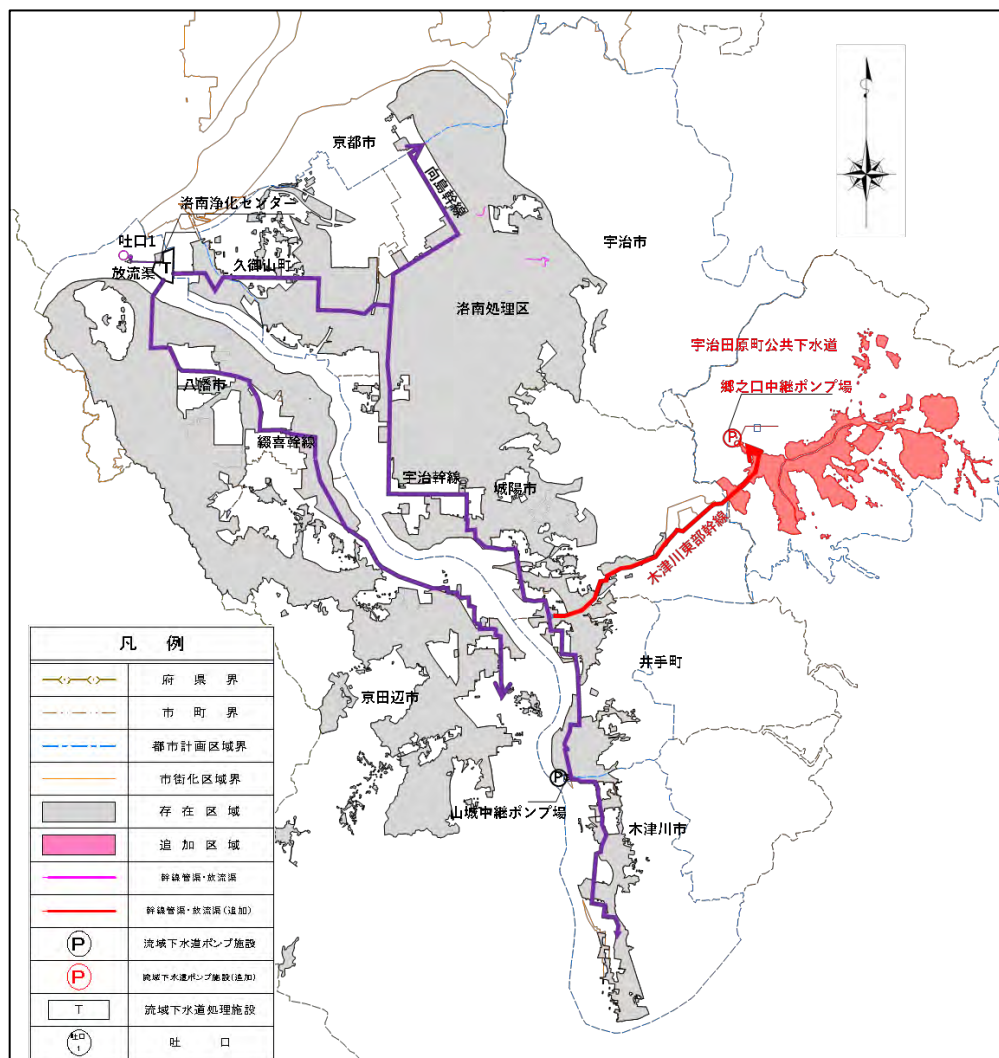 京都市
向島幹線
洛南浄化センター
吐口1
放流渠
T
久御山町
宇治市
洛南処理区
宇治田原町公共下水道
郷之口中継ポンプ場
P
八幡市
綴喜幹線
宇治幹線
城陽市
木津川東部幹線
井手町
京田辺市
P
山城中継ポンプ場
木津川市
凡 例
府 県 界
市 町 界
都市計画区域界
市街化区域界
存 在 区 域
追 加 区 域
幹線管渠・放流渠
幹線管渠・放流渠(追加)
P 流域下水道ポンプ施設
P 流域下水道ポンプ施設(追加)
T 流域下水道処理施設
吐口
1
吐 口